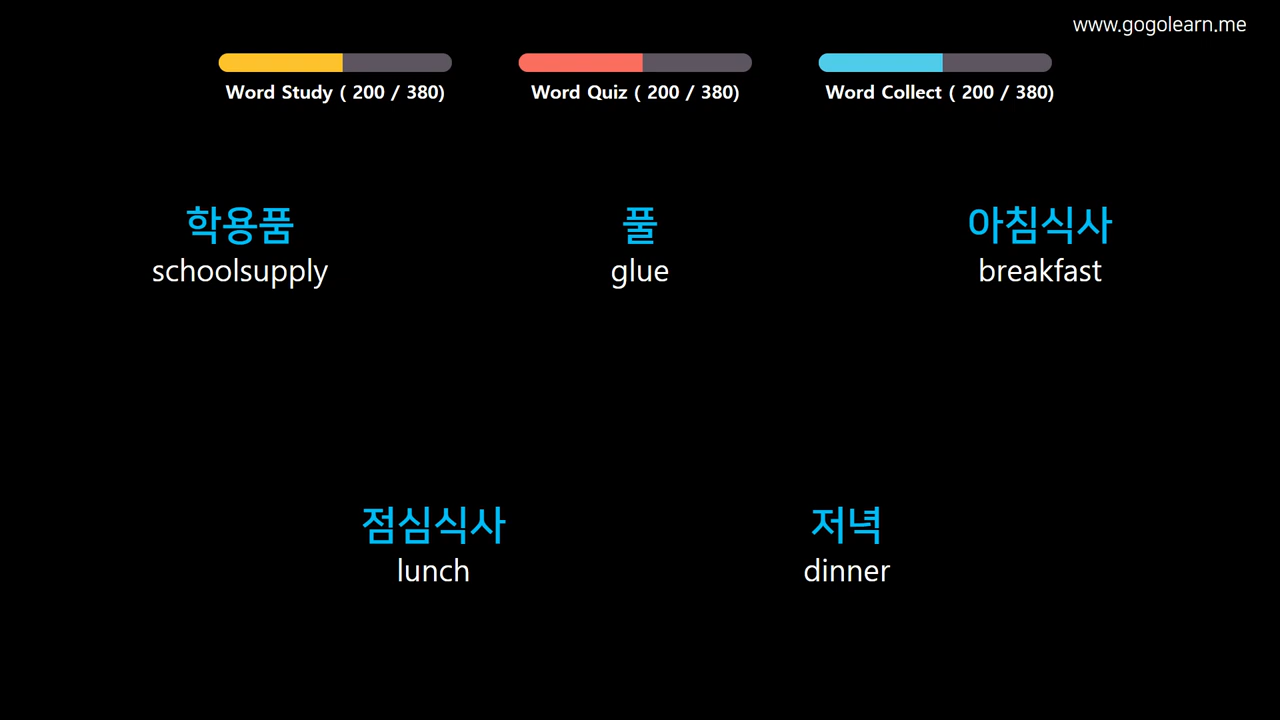 www.gogolearn.me
Word Study ( 200 / 380)
Word Quiz ( 200 / 380)
Word Collect ( 200 / 380)
학용품
schoolsupply
풀
glue
아침식사
breakfast
점심식사
lunch
저녁
dinner